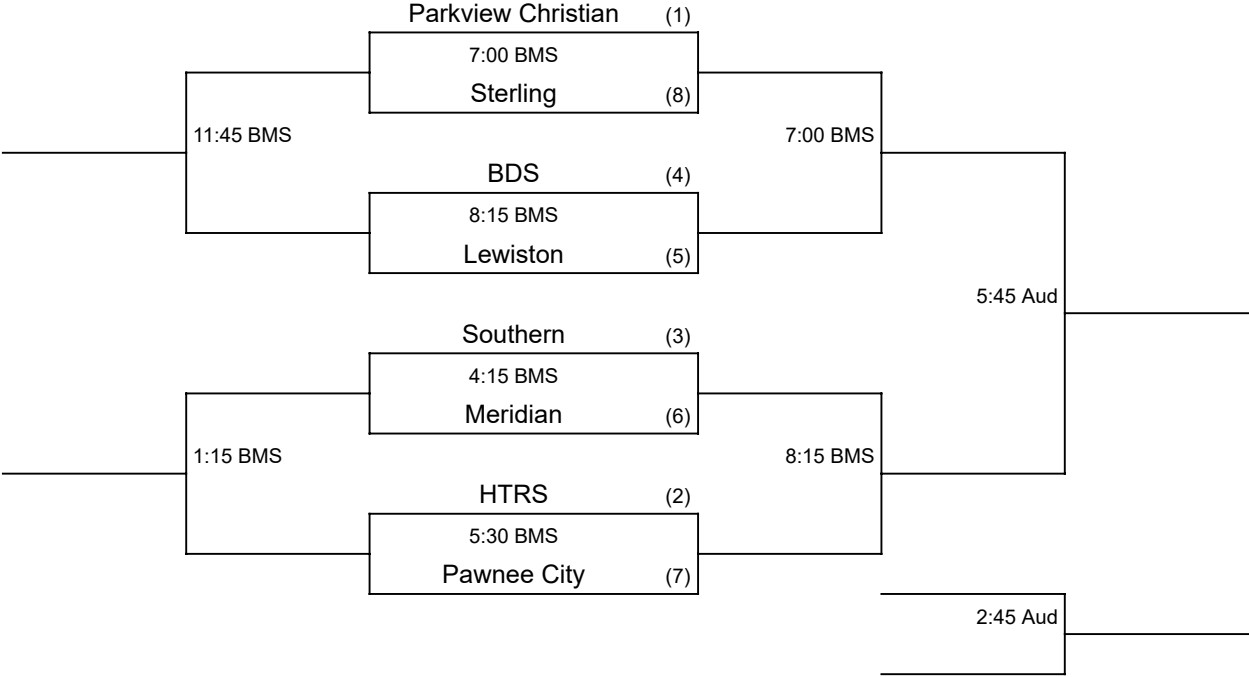 Parkview Christian (1)
7:00 BMS
Sterling (8)
11:45 BMS
7:00 BMS
BDS (4)
8:15 BMS
Lewiston (5)
5:45 Aud
Southern (3)
4:15 BMS
Meridian (6)
1:15 BMS
8:15 BMS
HTRS (2)
5:30 BMS
Pawnee City (7)
2:45 Aud